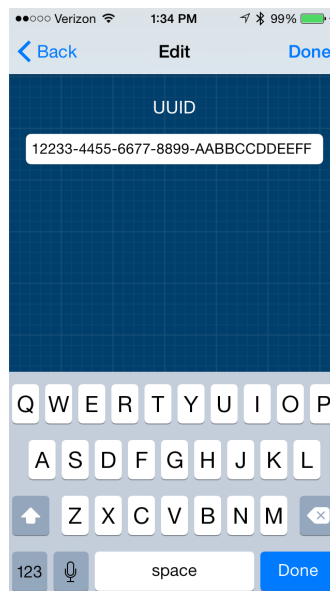 Verizon 1:34 PM 99%
Back Edit Done
UUID
12233-4455-6677-8899-AABBCCDDEEFF
Q W E R T Y U I O P
A S D F G H J K L
Z X C V B N M
123 space Done